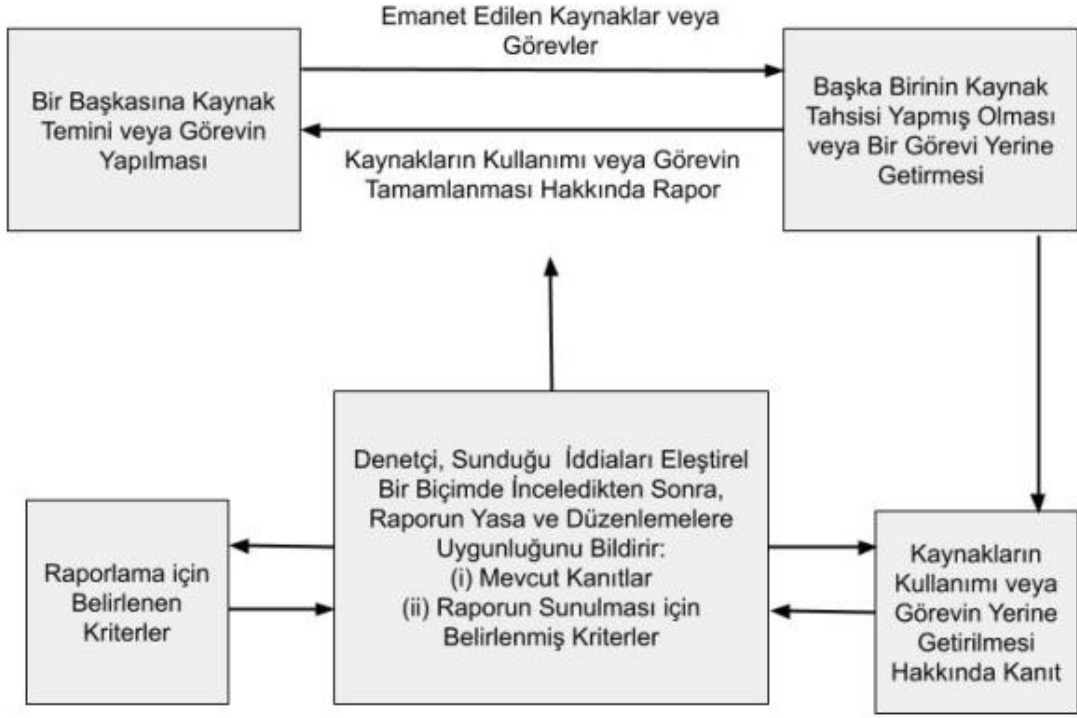 Emanet Edilen Kaynaklar veya
Görevler
Bir Başkasına Kaynak
Temini veya Görevin
Yapılması
Başka Birinin Kaynak
Tahsisi Yapmış Olması
veya Bir Görevi Yerine
Getirmesi
Kaynakların Kullanımı veya Görevin
Tamamlanması Hakkında Rapor
Denetçi, Sunduğu İddiaları Eleştirel
Bir Biçimde İnceledikten Sonra,
Raporun Yasa ve Düzenlemelere
Uygunluğunu Bildirir:
(i) Mevcut Kanıtlar
(ii) Raporun Sunulması için
Belirlenmiş Kriterler
Raporlama için
Belirlenen
Kriterler
Kaynakların
Kullanımı veya
Görevin Yerine
Getirilmesi
Hakkında Kanıt